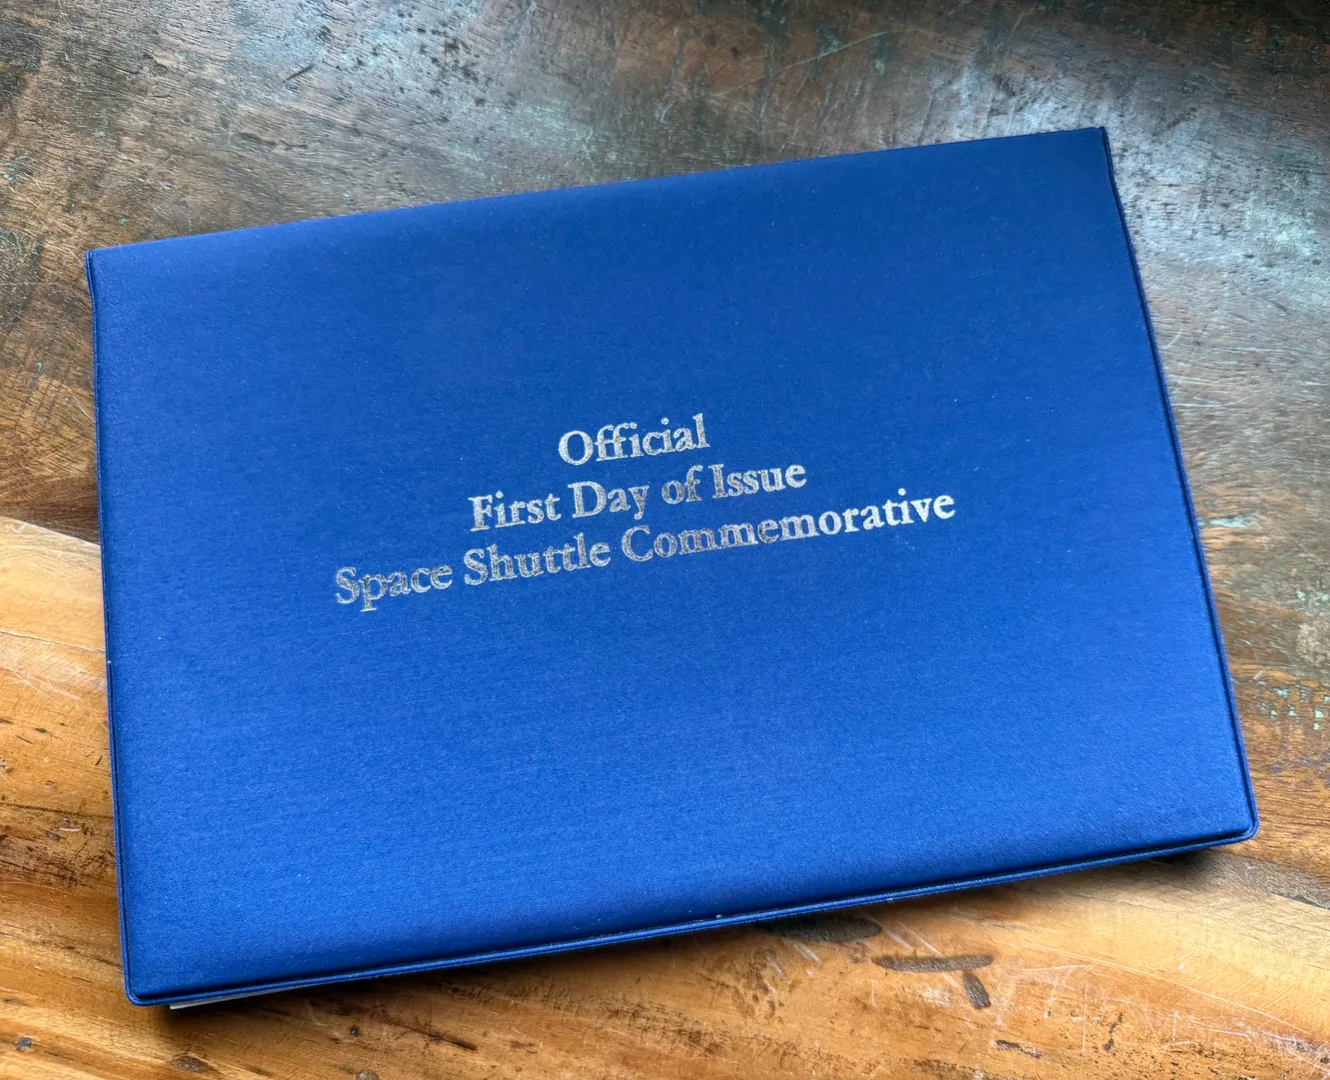 Official
First Day of Issue
Space Shuttle Commemorative